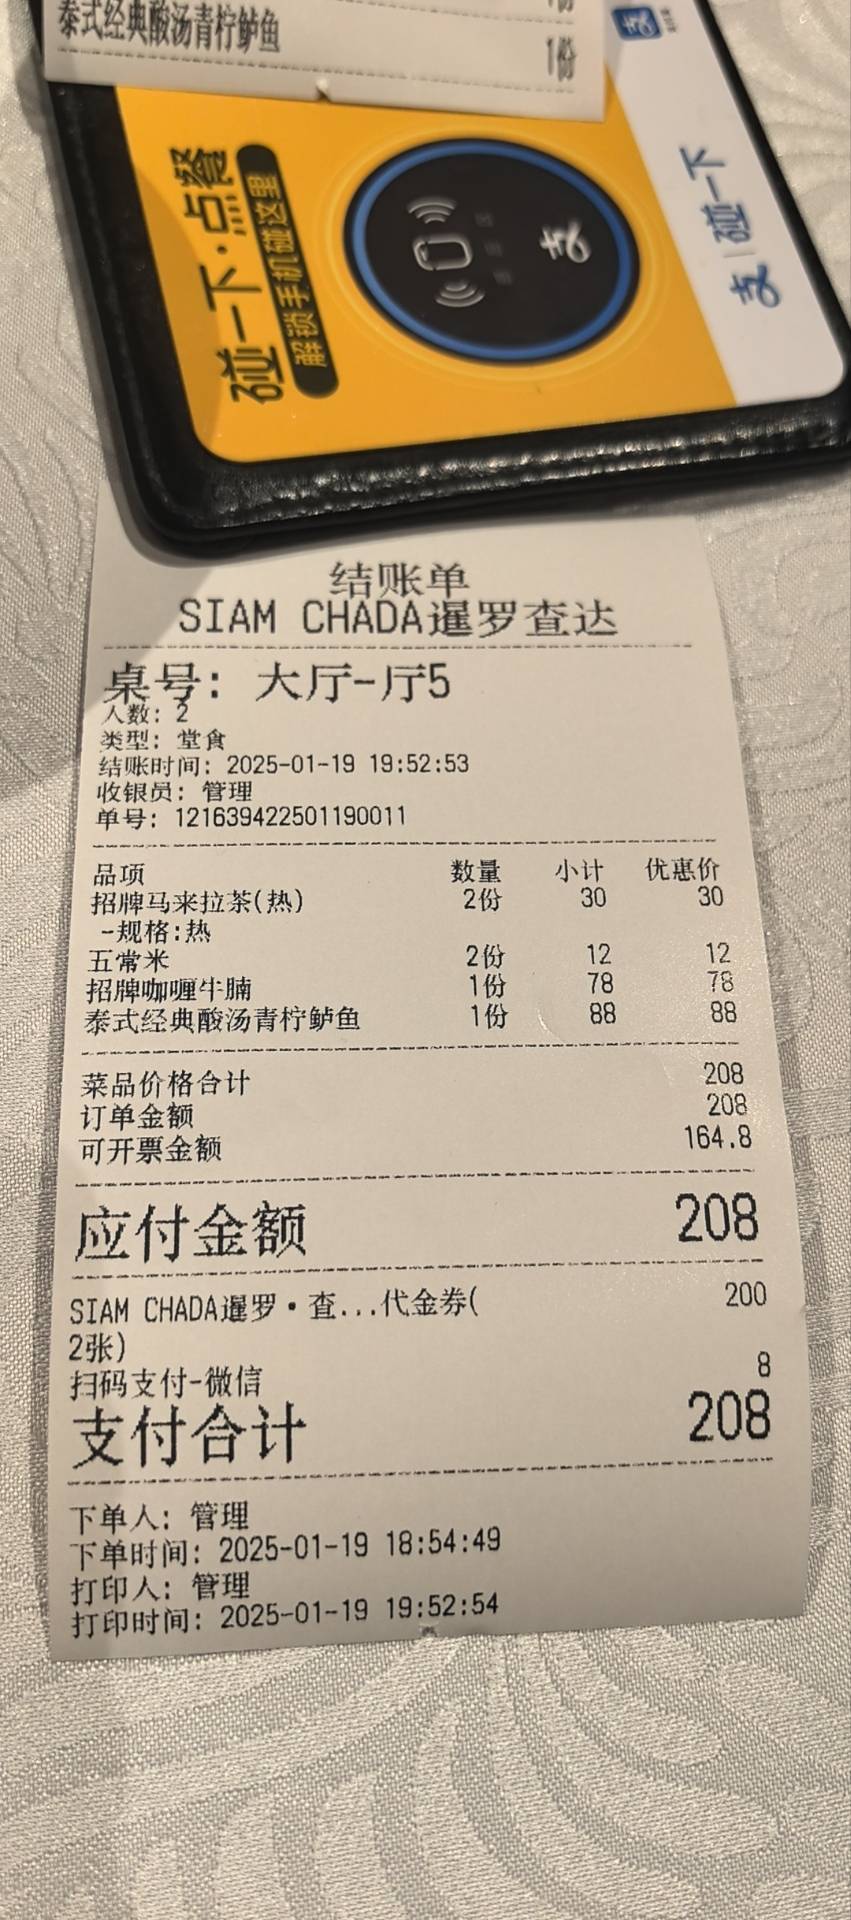 泰式经典酸汤青柠鲈鱼 1份
碰一下·点餐
解锁手机碰这里
支
支|碰一下
结账单
SIAM CHADA暹罗查达
桌号: 大厅-厅5
人数: 2
类型: 堂食
结账时间: 2025-01-19 19:52:53
收银员: 管理
单号: 121639422501190011
品项 数量 小计 优惠价
招牌马来拉茶(热) 2份 30 30
-规格:热
五常米 2份 12 12
招牌咖喱牛腩 1份 78 78
泰式经典酸汤青柠鲈鱼 1份 88 88
菜品价格合计 208
订单金额 208
可开票金额 164.8
应付金额 208
SIAM CHADA暹罗·查...代金券( 200
2张)
扫码支付-微信 8
支付合计 208
下单人: 管理
下单时间: 2025-01-19 18:54:49
打印人: 管理
打印时间: 2025-01-19 19:52:54